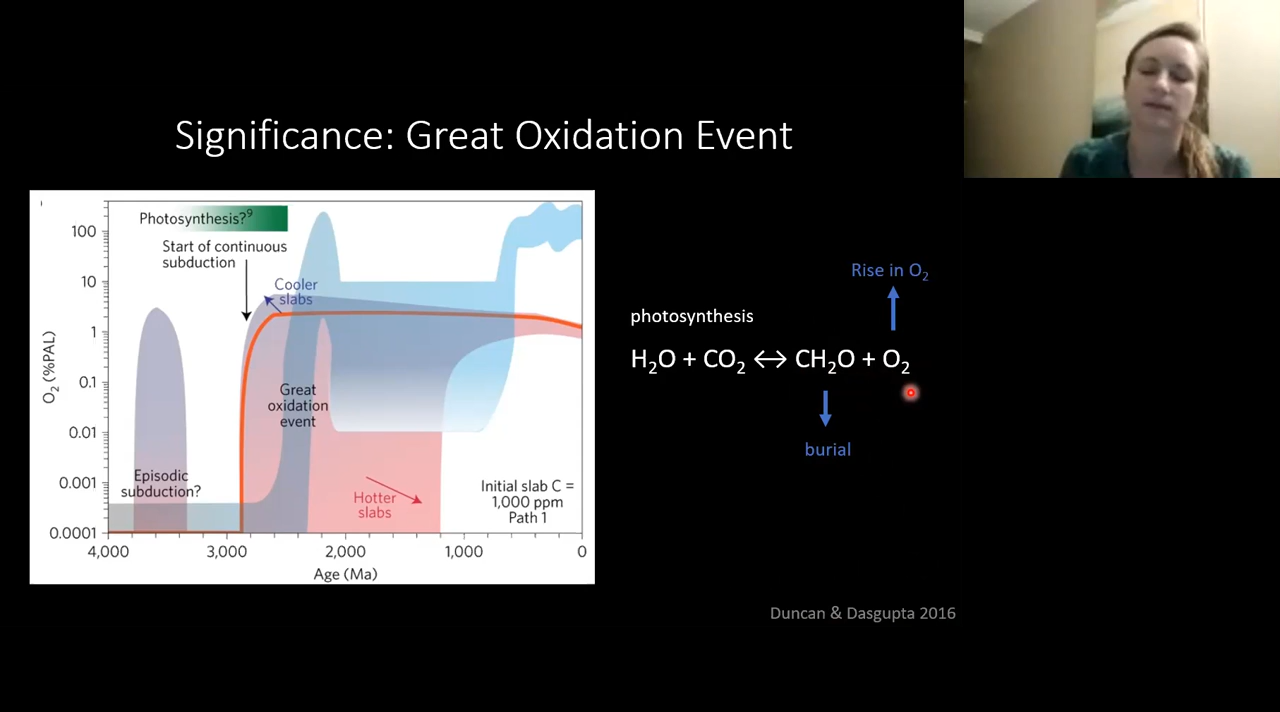 Significance: Great Oxidation Event
Photosynthesis?⁹
Start of continuous
subduction
Cooler
slabs
Great
oxidation
event
Episodic
subduction?
Hotter
slabs
Initial slab C =
1,000 ppm
Path 1
O₂ (%PAL)
100
10
1
0.1
0.01
0.001
0.0001
4,000
3,000
2,000
1,000
0
Age (Ma)
Rise in O₂
photosynthesis
H₂O + CO₂ ↔ CH₂O + O₂
burial
Duncan & Dasgupta 2016